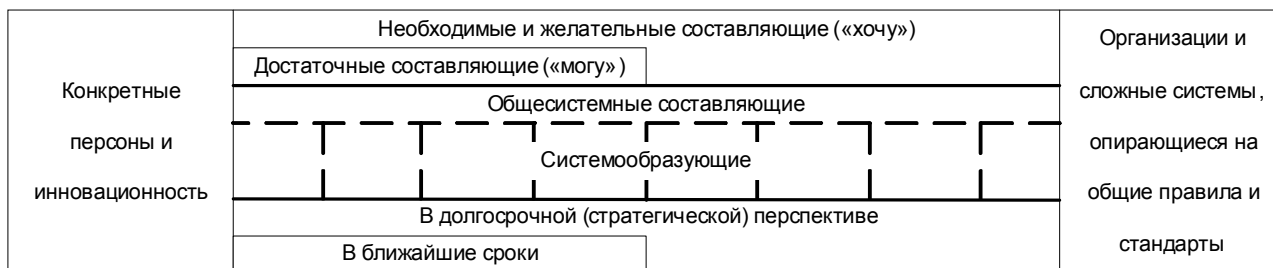 Конкретные
персоны и
инновационность
Необходимые и желательные составляющие («хочу»)
Достаточные составляющие («могу»)
Общесистемные составляющие
Системообразующие
В долгосрочной (стратегической) перспективе
В ближайшие сроки
Организации и
сложные системы,
опирающиеся на
общие правила и
стандарты